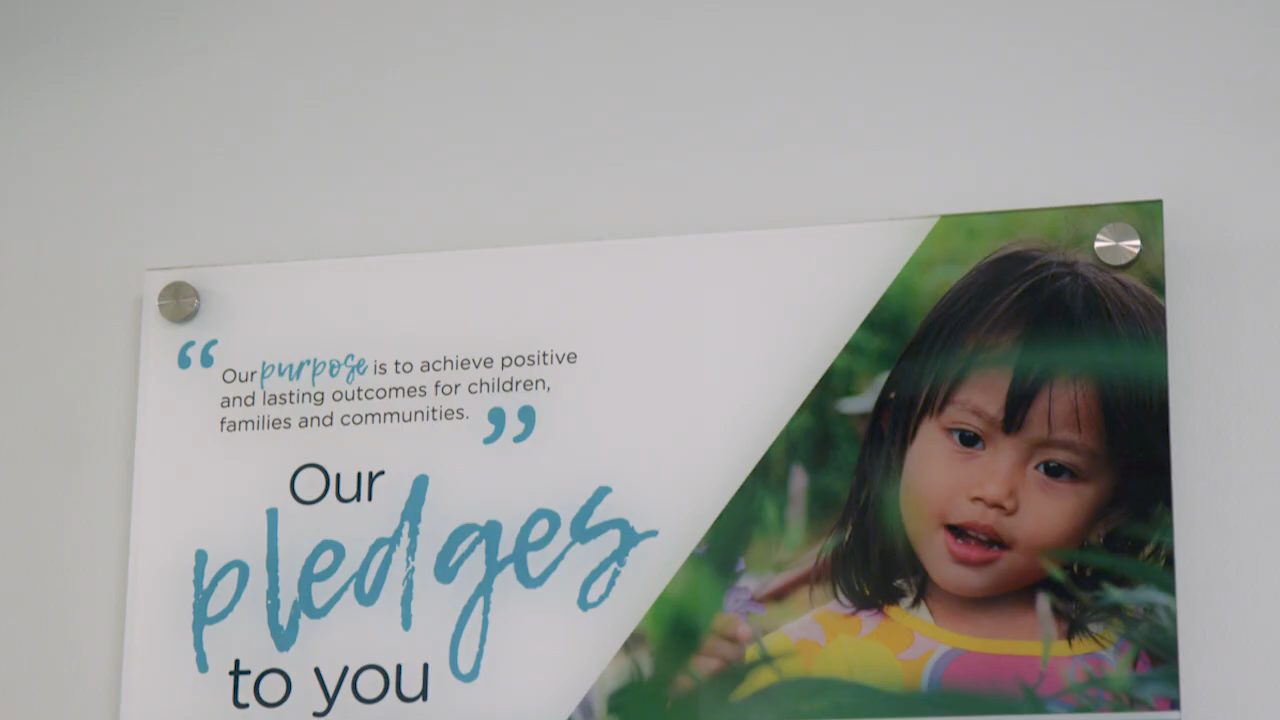 “Our purpose is to achieve positive
and lasting outcomes for children,
families and communities.”
Our
pledges
to you